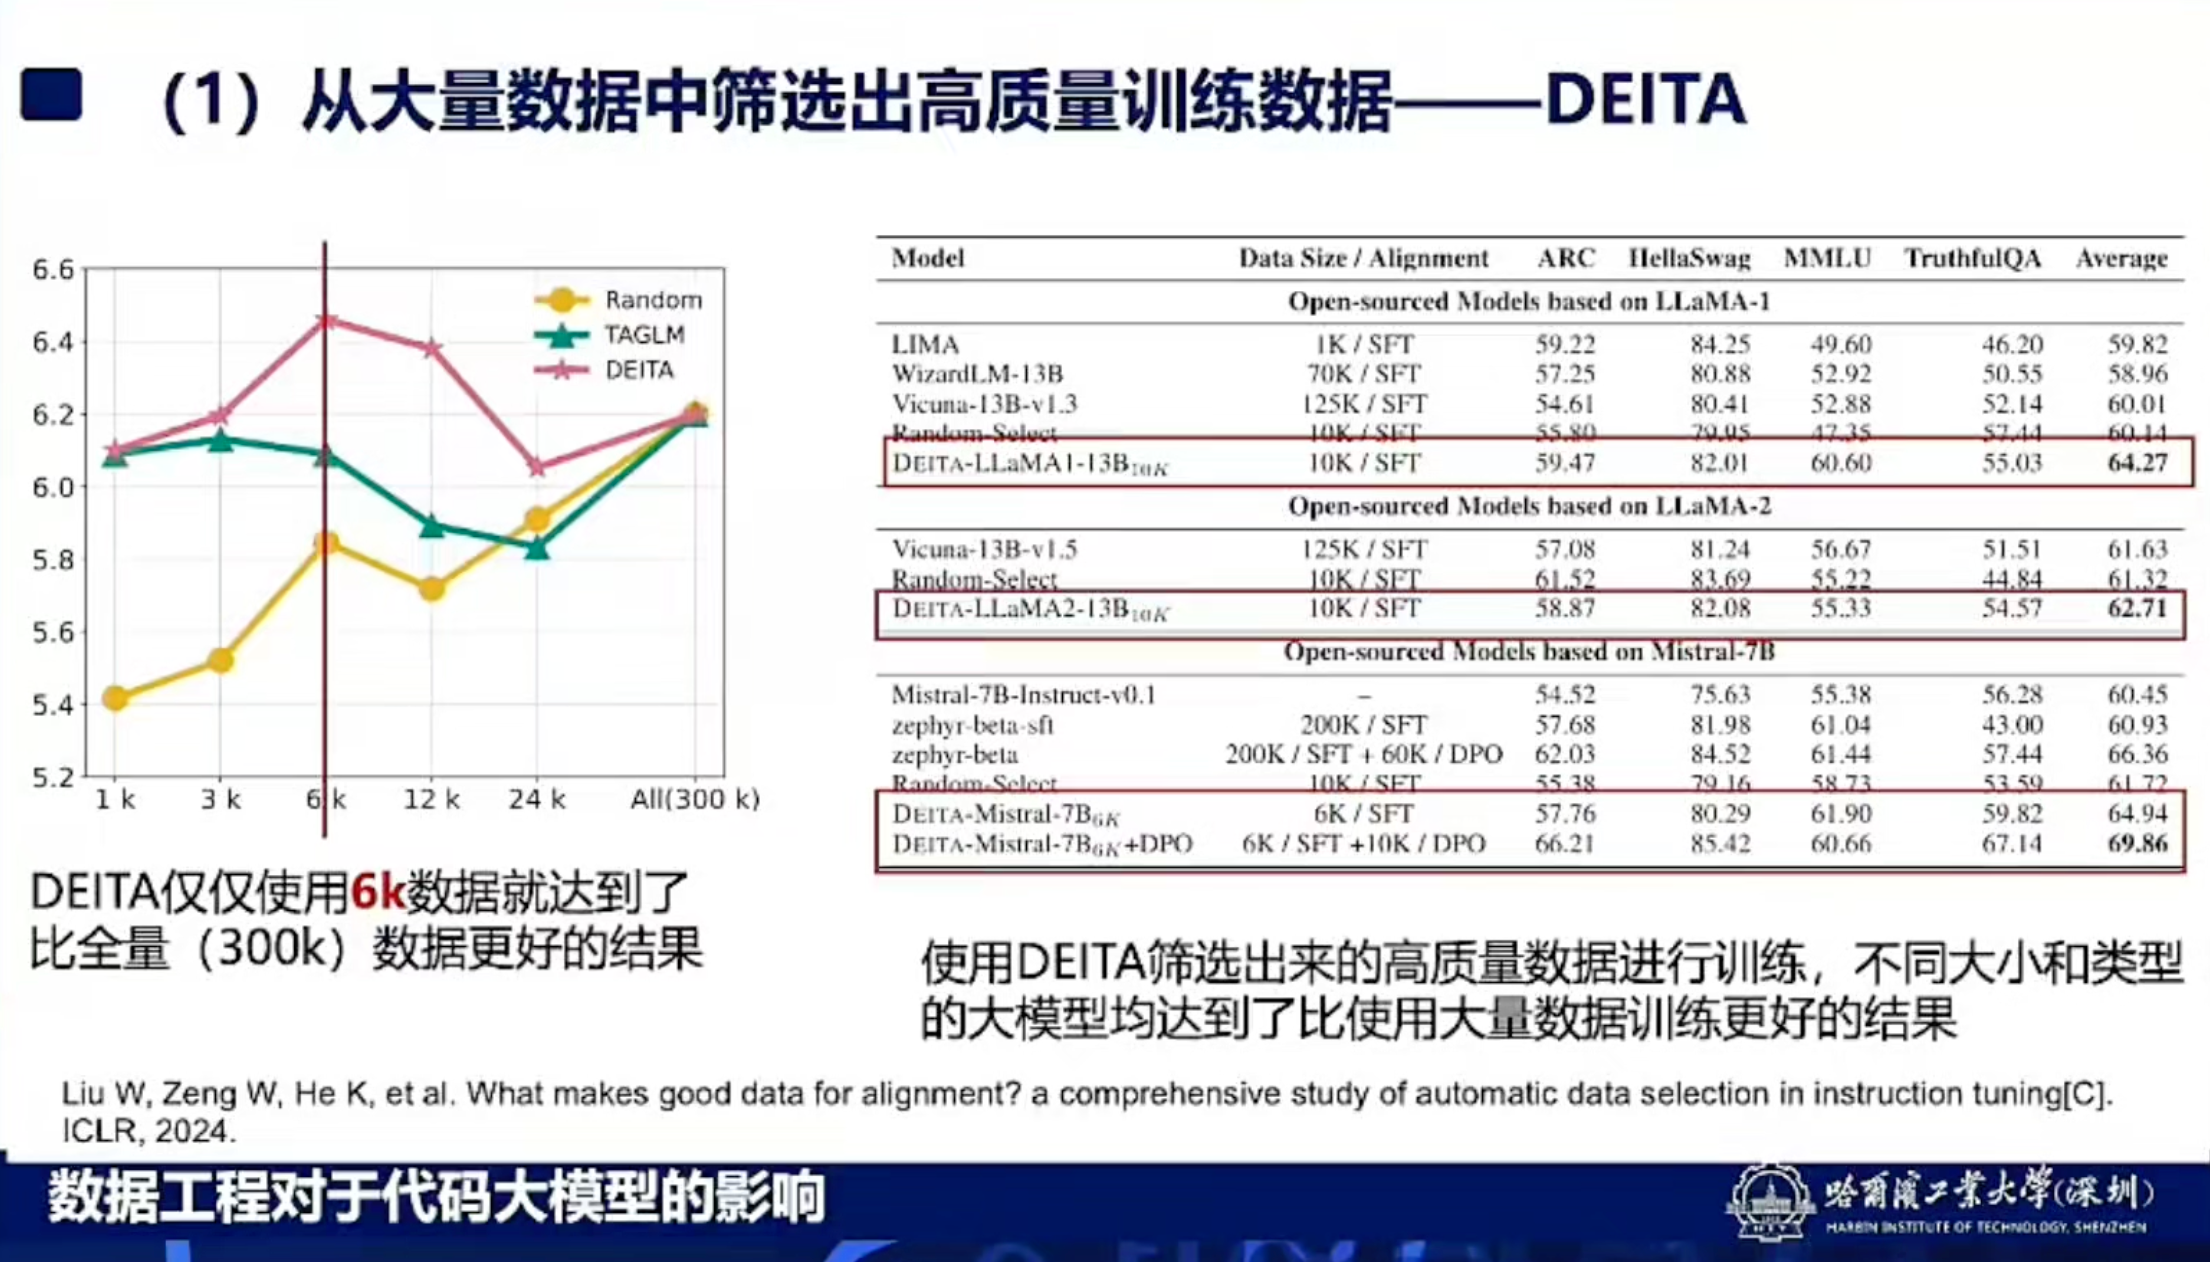 （1）从大量数据中筛选出高质量训练数据——DEITA
6.6
6.4
6.2
6.0
5.8
5.6
5.4
5.2
Random
TAGLM
DEITA
1 k 3 k 6 k 12 k 24 k All(300 k)
DEITA仅仅使用6k数据就达到了
比全量（300k）数据更好的结果
Model Data Size / Alignment ARC HellaSwag MMLU TruthfulQA Average
Open-sourced Models based on LLaMA-1
LIMA 1K / SFT 59.22 84.25 49.60 46.20 59.82
WizardLM-13B 70K / SFT 57.25 80.88 52.92 50.55 58.96
Vicuna-13B-v1.3 125K / SFT 54.61 80.41 52.88 52.14 60.01
Random-Select 10K / SFT 55.80 79.95 47.35 57.44 60.14
DEITA-LLaMA1-13B10K 10K / SFT 59.47 82.01 60.60 55.03 64.27
Open-sourced Models based on LLaMA-2
Vicuna-13B-v1.5 125K / SFT 57.08 81.24 56.67 51.51 61.63
Random-Select 10K / SFT 61.52 83.69 55.22 44.84 61.32
DEITA-LLaMA2-13B10K 10K / SFT 58.87 82.08 55.33 54.57 62.71
Open-sourced Models based on Mistral-7B
Mistral-7B-Instruct-v0.1 – 54.52 75.63 55.38 56.28 60.45
zephyr-beta-sft 200K / SFT 57.68 81.98 61.04 43.00 60.93
zephyr-beta 200K / SFT + 60K / DPO 62.03 84.52 61.44 57.44 66.36
Random-Select 10K / SFT 55.38 79.16 58.73 53.59 61.72
DEITA-Mistral-7B6K 6K / SFT 57.76 80.29 61.90 59.82 64.94
DEITA-Mistral-7B6K+DPO 6K / SFT +10K / DPO 66.21 85.42 60.66 67.14 69.86
使用DEITA筛选出来的高质量数据进行训练，不同大小和类型
的大模型均达到了比使用大量数据训练更好的结果
Liu W, Zeng W, He K, et al. What makes good data for alignment? a comprehensive study of automatic data selection in instruction tuning[C].
ICLR, 2024.
数据工程对于代码大模型的影响
哈爾濱工業大學(深圳)
HARBIN INSTITUTE OF TECHNOLOGY, SHENZHEN